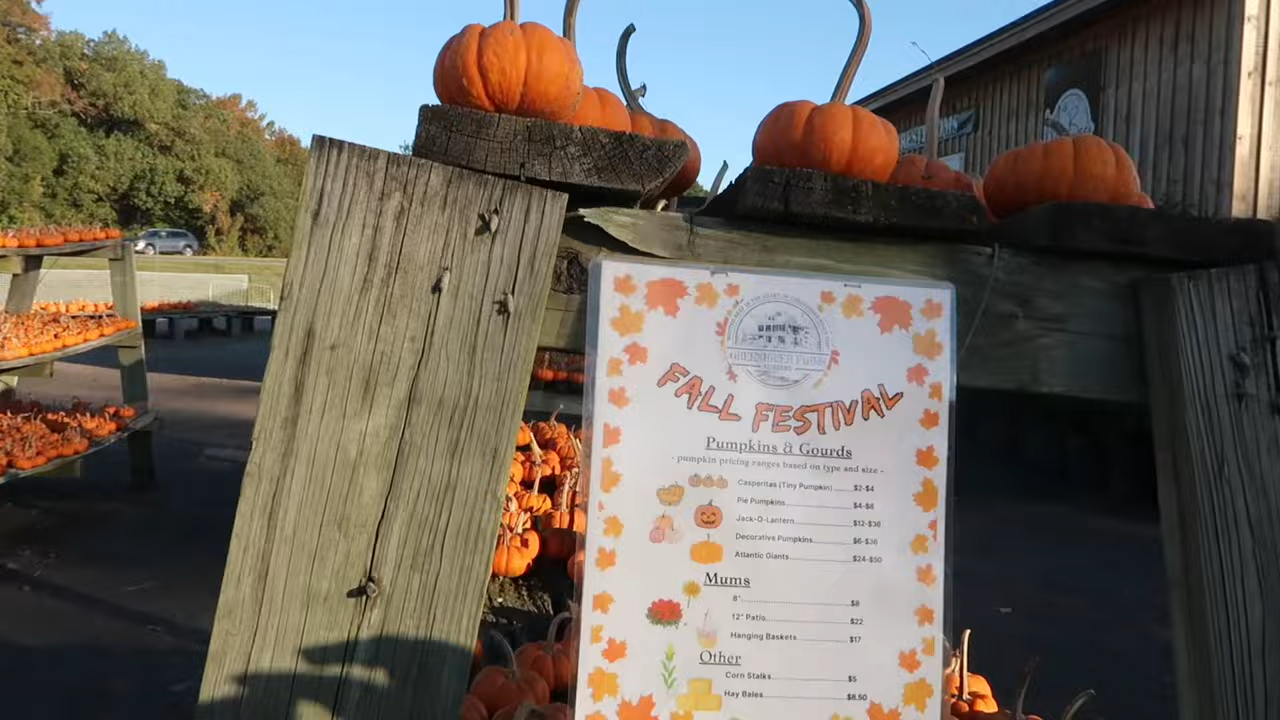 FALL FESTIVAL
Pumpkins & Gourds
- pumpkin pricing ranges based on type and size -
Casperitas (Tiny Pumpkin) $2-$4
Pie Pumpkins $4-$8
Jack-O-Lantern $12-$36
Decorative Pumpkins $6-$36
Atlantic Giants $24-$50
Mums
8" $8
12" Patio $22
Hanging Baskets $17
Other
Corn Stalks $5
Hay Bales $8.50